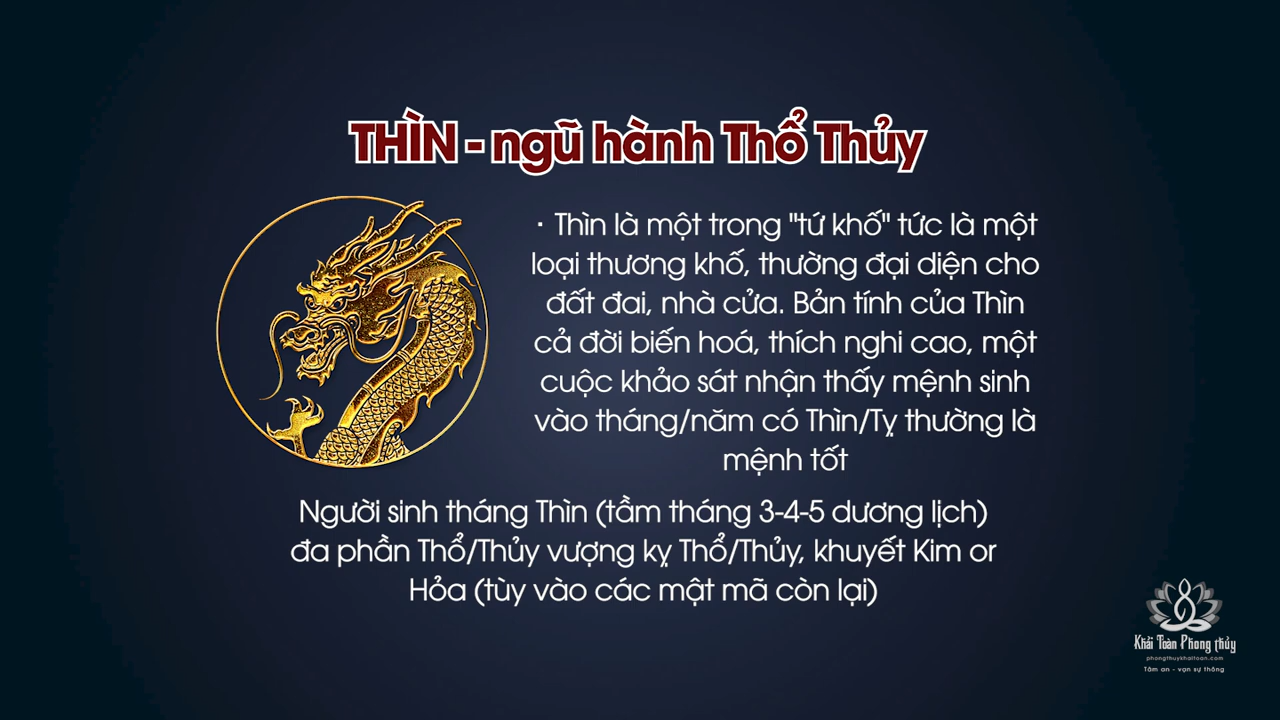 THÌN - ngũ hành Thổ Thủy
· Thìn là một trong "tứ khố" tức là một
loại thương khố, thường đại diện cho
đất đai, nhà cửa. Bản tính của Thìn
cả đời biến hoá, thích nghi cao, một
cuộc khảo sát nhận thấy mệnh sinh
vào tháng/năm có Thìn/Tỵ thường là
mệnh tốt
Người sinh tháng Thìn (tầm tháng 3-4-5 dương lịch)
đa phần Thổ/Thủy vượng kỵ Thổ/Thủy, khuyết Kim or
Hỏa (tùy vào các mật mã còn lại)
Khải Toàn Phong thủy
phongthuykhaitoan.com
Tâm an - vạn sự thông